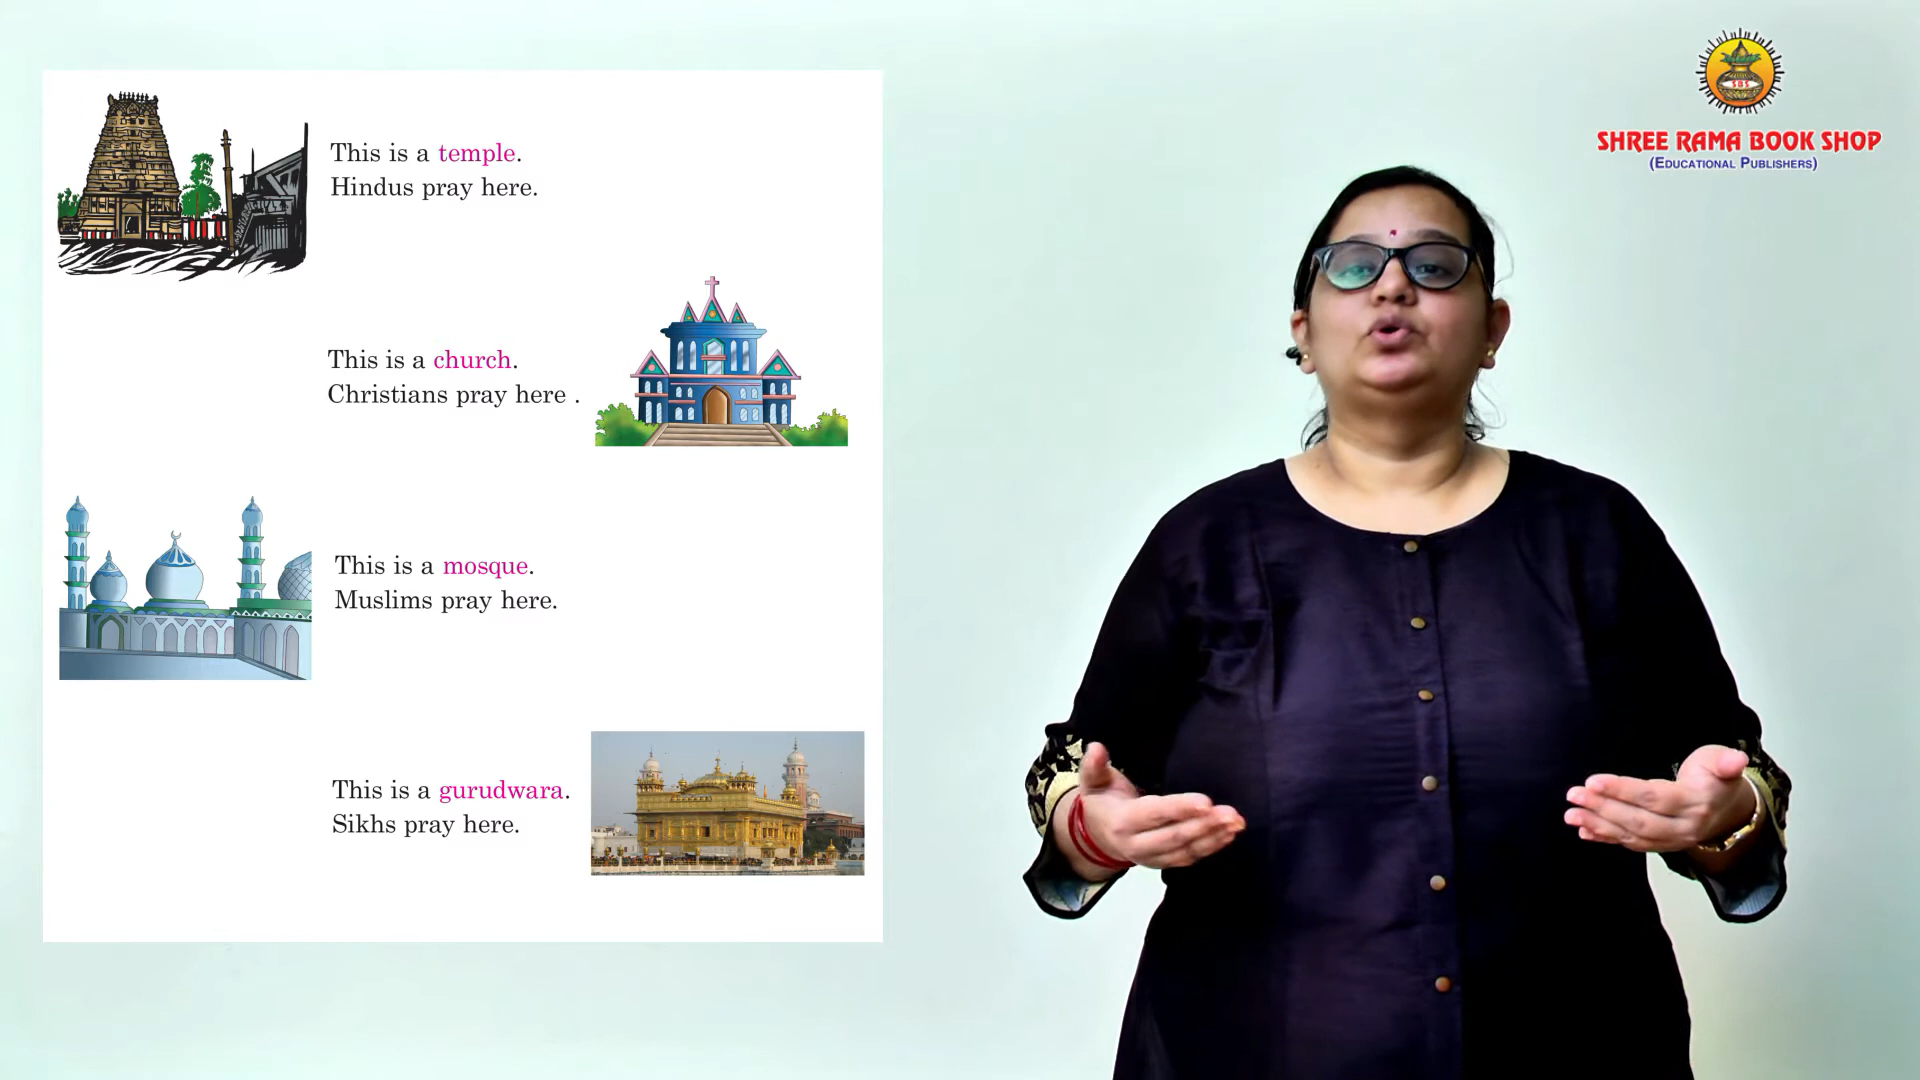 SBS
SHREE RAMA BOOK SHOP
(EDUCATIONAL PUBLISHERS)
This is a temple.
Hindus pray here.
This is a church.
Christians pray here .
This is a mosque.
Muslims pray here.
This is a gurudwara.
Sikhs pray here.